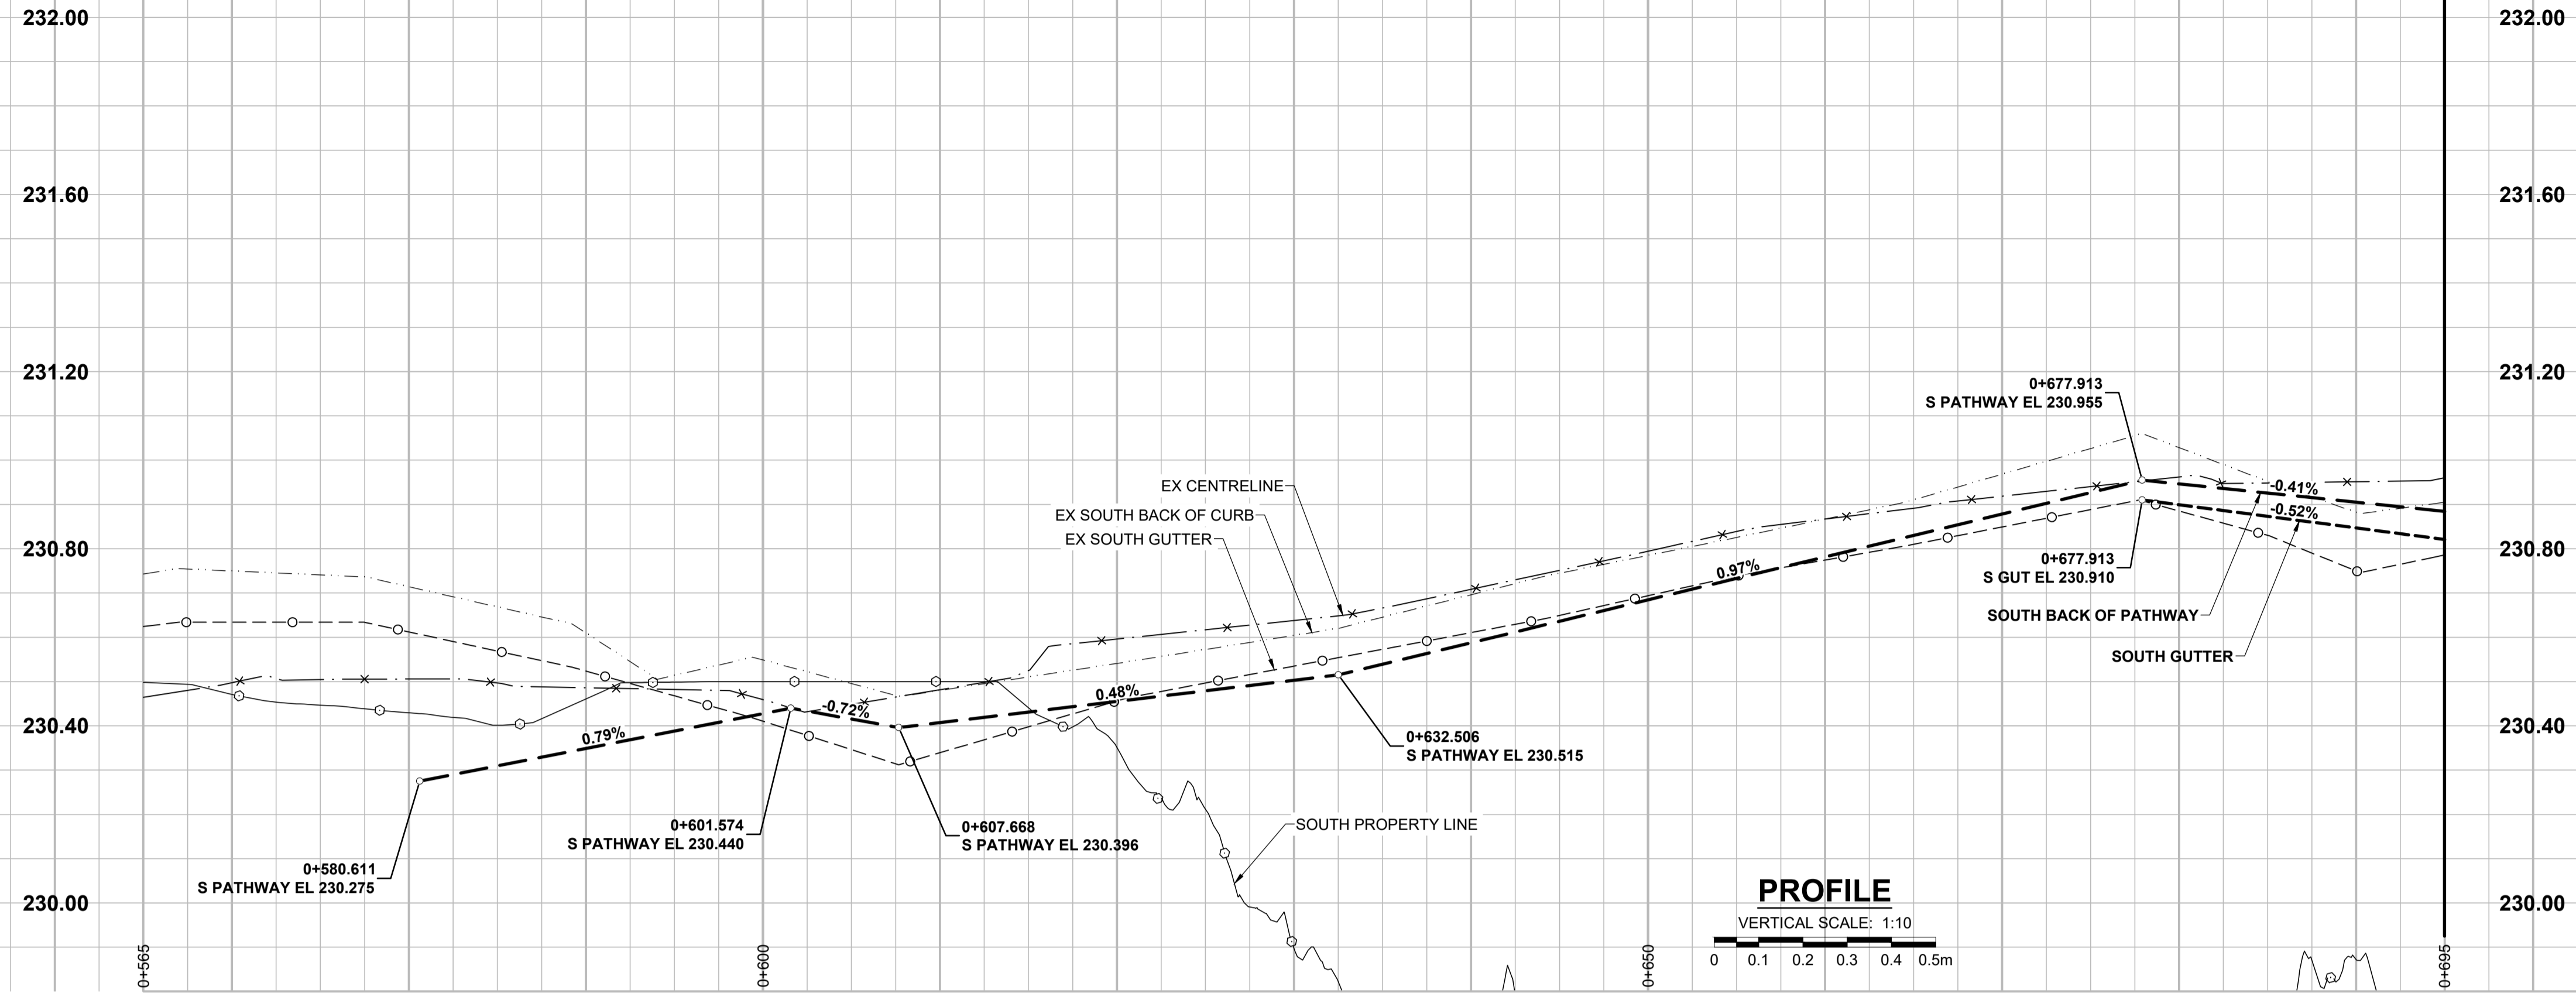 232.00
232.00
231.60
231.60
231.20
231.20
0+677.913
S PATHWAY EL 230.955
EX CENTRELINE
-0.41%
EX SOUTH BACK OF CURB
-0.52%
EX SOUTH GUTTER
230.80
230.80
0+677.913
S GUT EL 230.910
0.97%
SOUTH BACK OF PATHWAY
SOUTH GUTTER
0.48%
-0.72%
230.40
230.40
0.79%
0+632.506
S PATHWAY EL 230.515
0+601.574
S PATHWAY EL 230.440
0+607.668
S PATHWAY EL 230.396
SOUTH PROPERTY LINE
0+580.611
S PATHWAY EL 230.275
230.00
230.00
PROFILE
VERTICAL SCALE: 1:10
0 0.1 0.2 0.3 0.4 0.5m
0+565
0+600
0+650
0+695